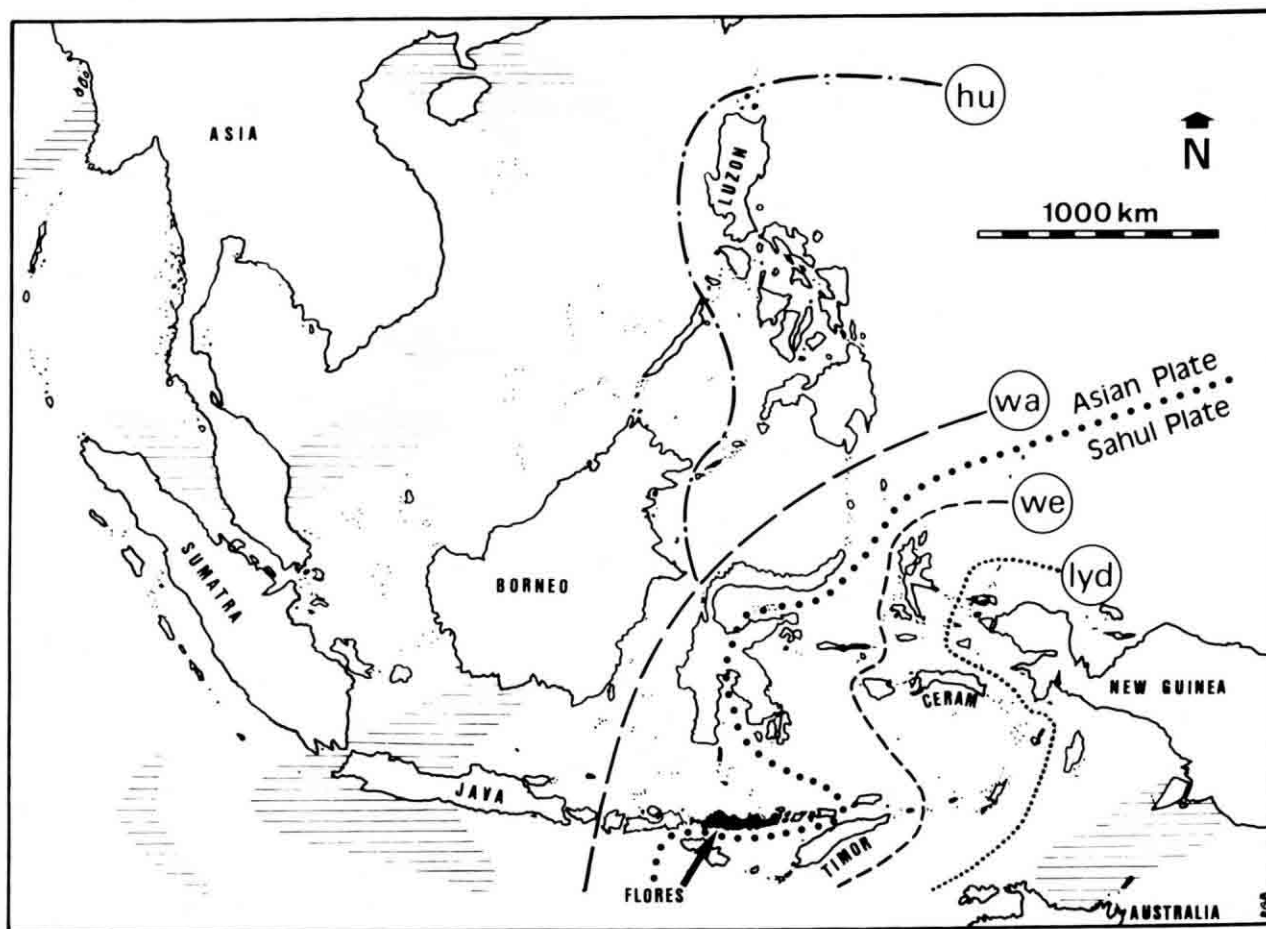 hu
ASIA
N
LUZON
1000 km
wa
Asian Plate
Sahul Plate
we
SUMATRA
BORNEO
lyd
NEW GUINEA
CERAM
JAVA
TIMOR
FLORES
AUSTRALIA